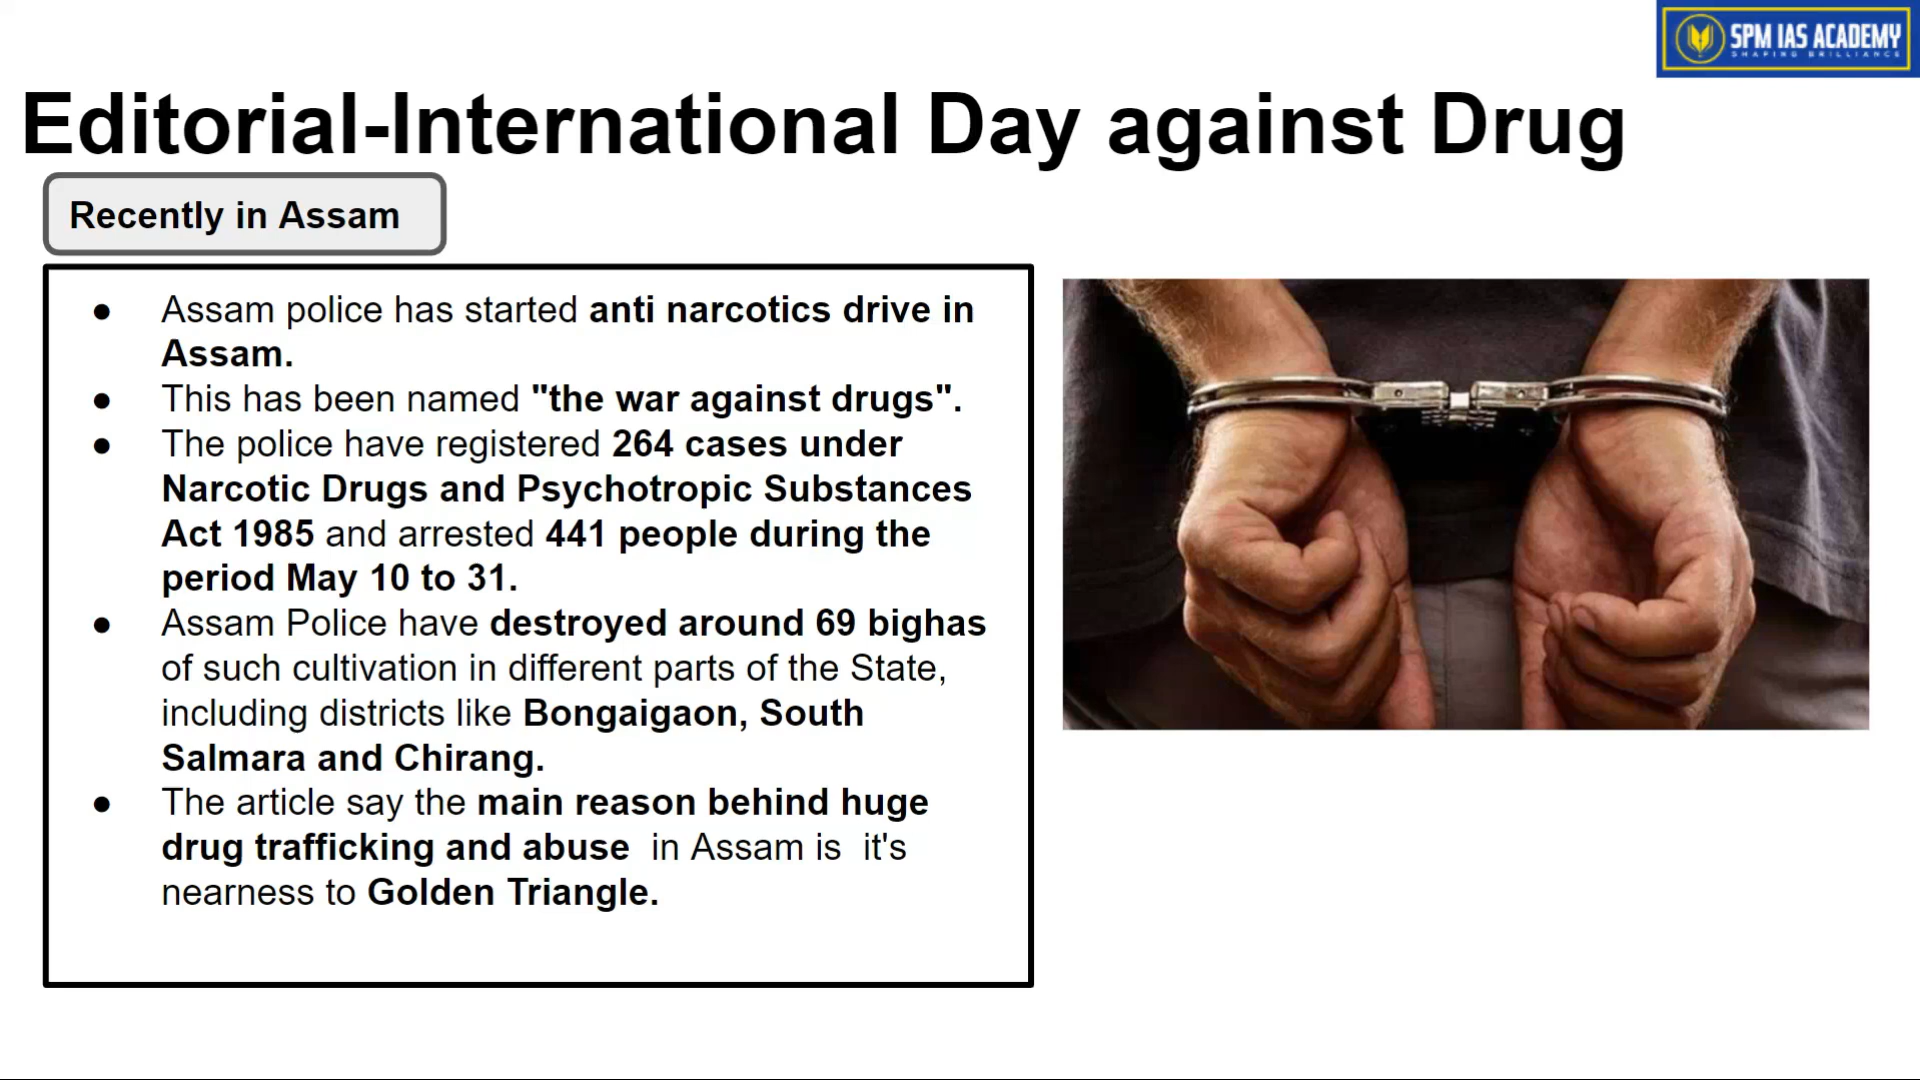 SPM IAS ACADEMY
SHAPING BRILLIANCE
Editorial-International Day against Drug
Recently in Assam
● Assam police has started anti narcotics drive in
Assam.
● This has been named "the war against drugs".
● The police have registered 264 cases under
Narcotic Drugs and Psychotropic Substances
Act 1985 and arrested 441 people during the
period May 10 to 31.
● Assam Police have destroyed around 69 bighas
of such cultivation in different parts of the State,
including districts like Bongaigaon, South
Salmara and Chirang.
● The article say the main reason behind huge
drug trafficking and abuse  in Assam is  it's
nearness to Golden Triangle.